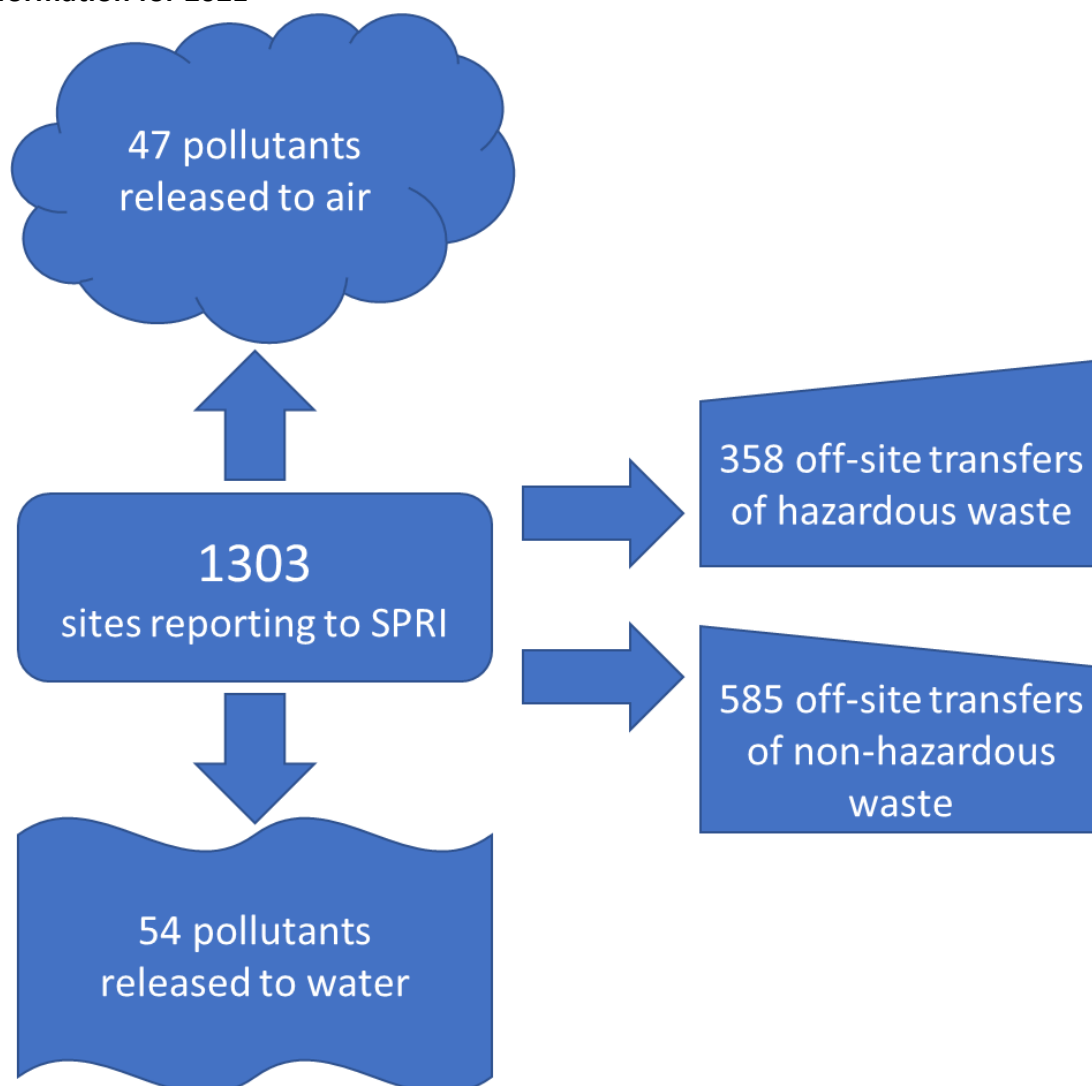 47 pollutants
released to air
358 off-site transfers
of hazardous waste
1303
sites reporting to SPRI
585 off-site transfers
of non-hazardous
waste
54 pollutants
released to water